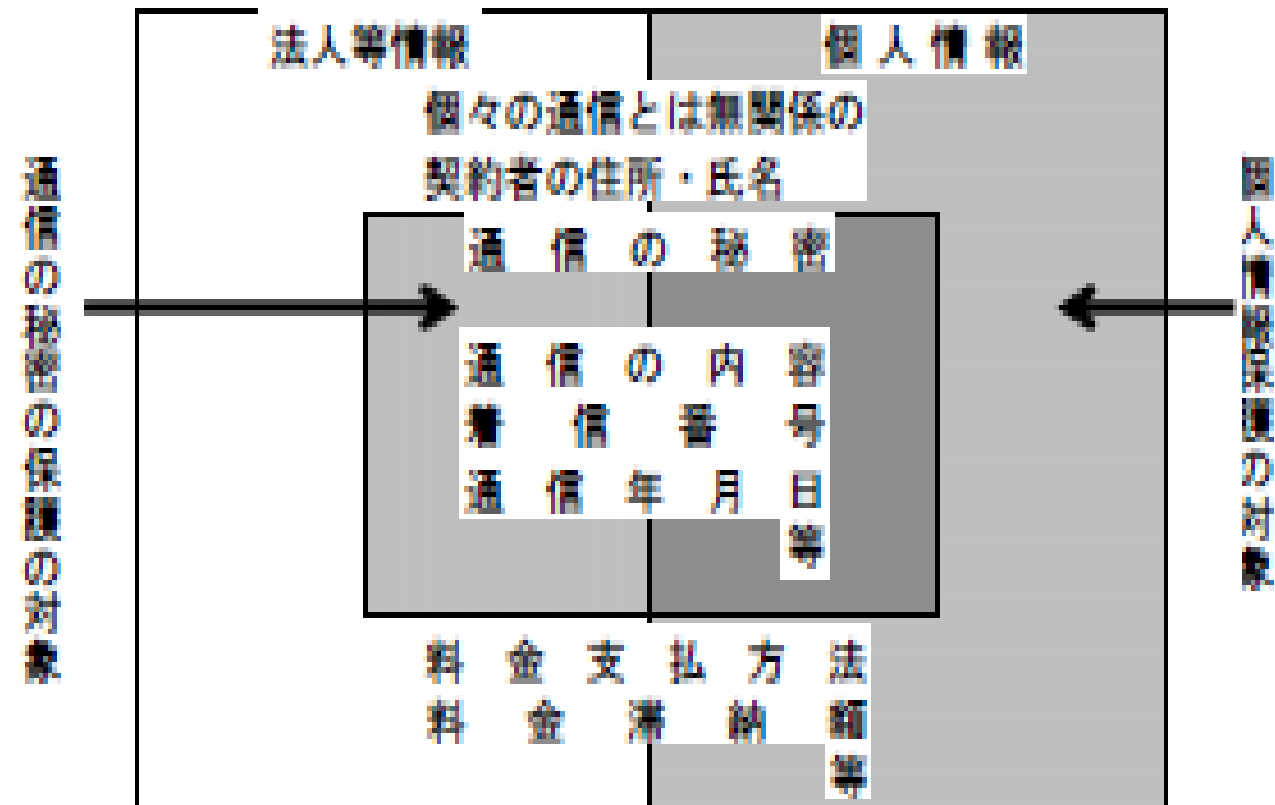 法人等情報
個人情報
個々の通信とは無関係の
契約者の住所・氏名
通信の秘密の保護の対象
個人情報保護の対象
通信の秘密
通信の内容
着信番号
通信年月日
等
料金支払方法
料金滞納額
等